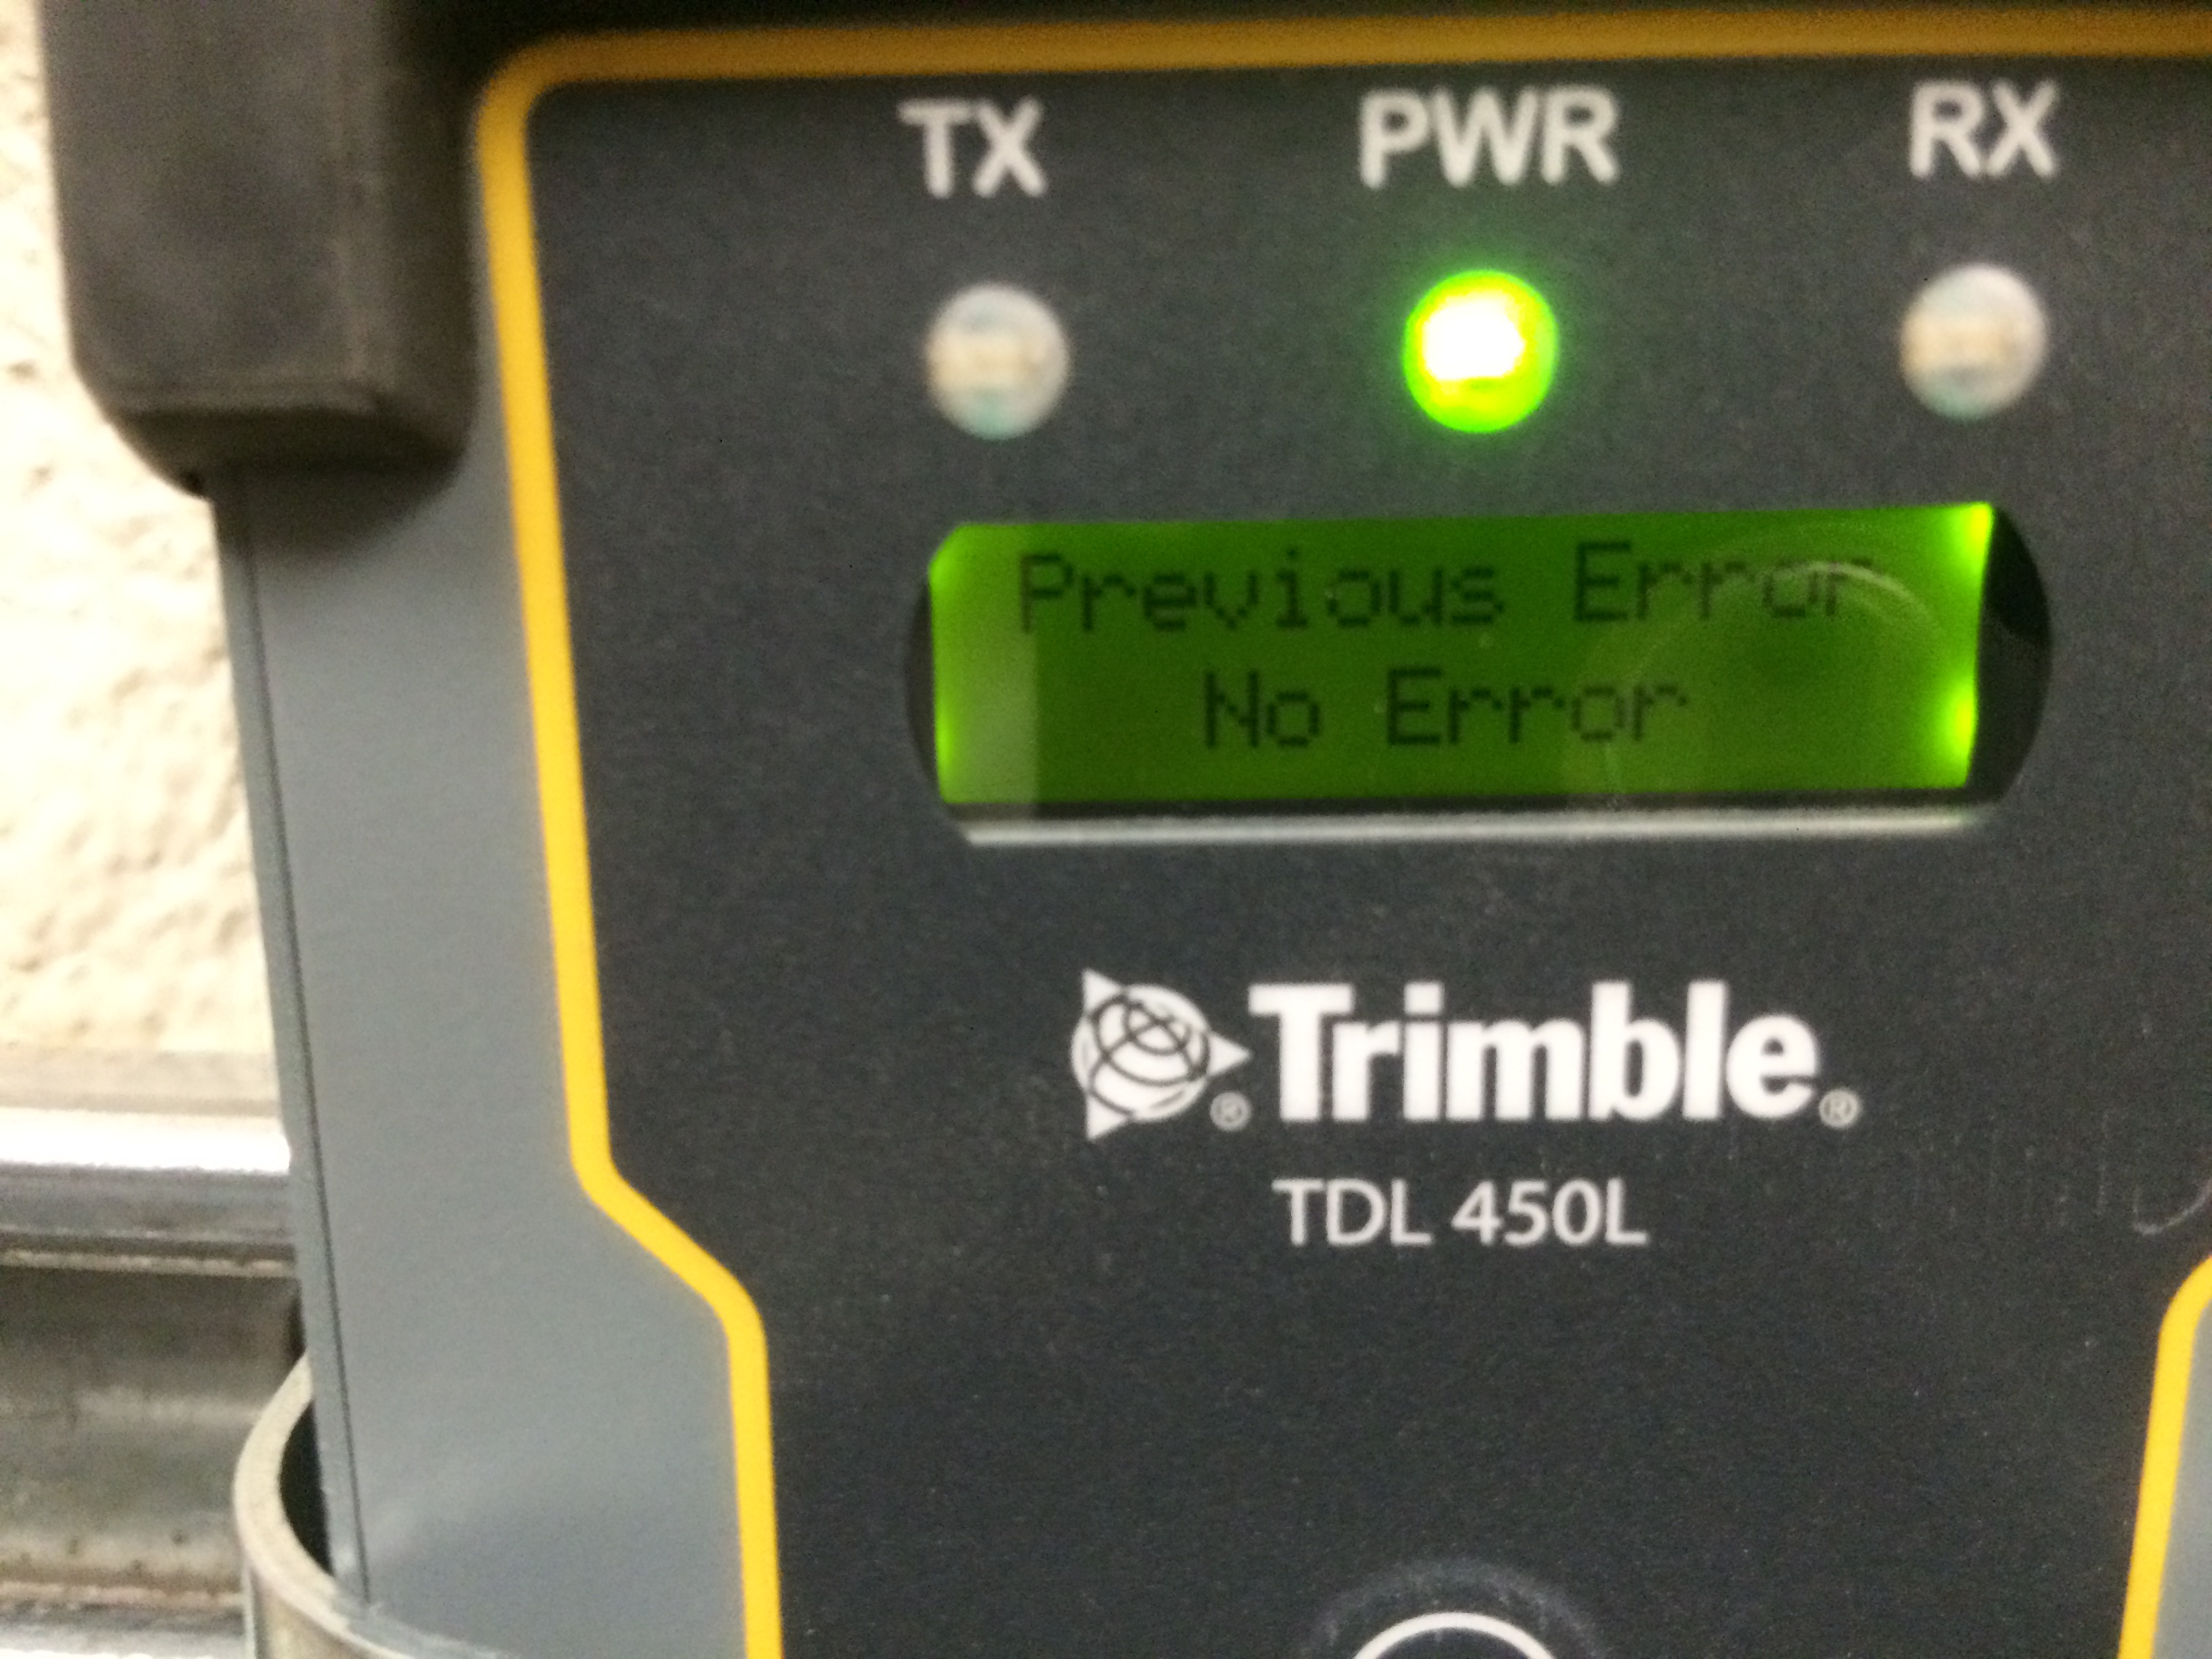 TX PWR RX
Previous Error
No Error
®Trimble®
TDL 450L